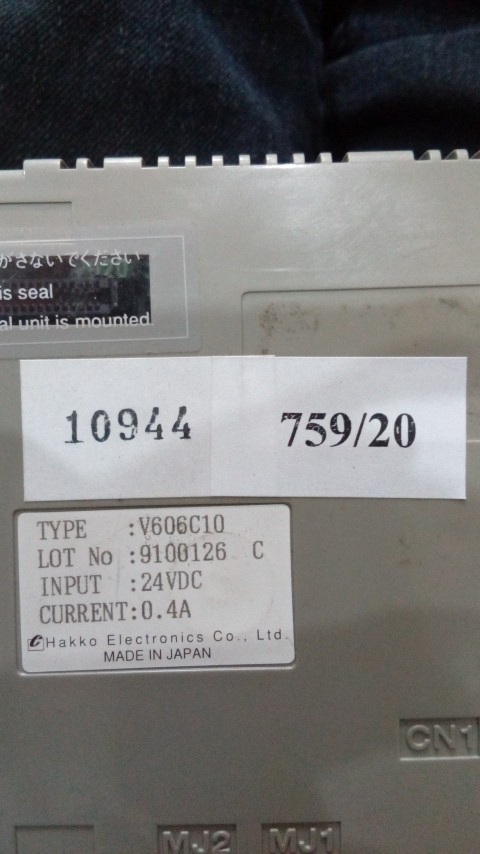 かさないでください
is seal
al unit is mounted
10944
759/20
TYPE :V606C10
LOT No :9100126 C
INPUT :24VDC
CURRENT:0.4A
Hakko Electronics Co., Ltd.
MADE IN JAPAN
CN1
MJ2 MJ1